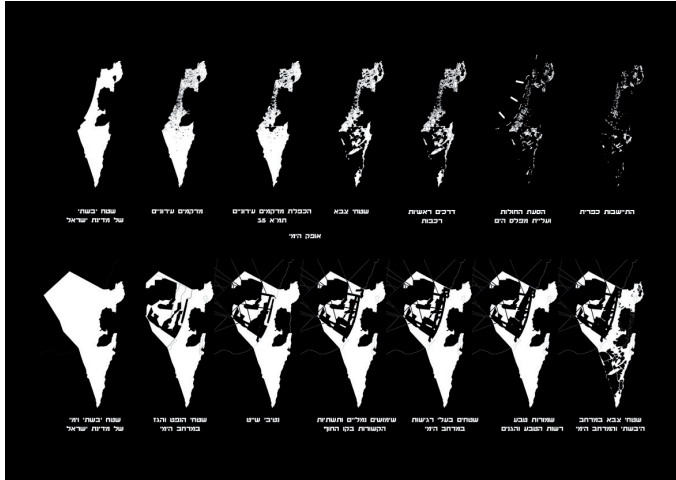 שטח יבשתי
של מדינת ישראל
מרקמים עירוניים
הכפלת מרקמים עירוניים
תמ"א 35
שטחי צבא
דרכים ראשיות
רכבות
הסעת החולות
ועליית מפלס הים
התיישבות כפרית
אופק הימי
שטח יבשתי וימי
של מדינת ישראל
שטחי הנפט והגז
במרחב הימי
נתיבי שיט
שימושים נמליים ותשתיות
הקשורות בקו החוף
שטחים בעלי רגישות
במרחב הימי
שמורות טבע
רשות הטבע והגנים
שטחי צבא במרחב
היבשתי והמרחב הימי